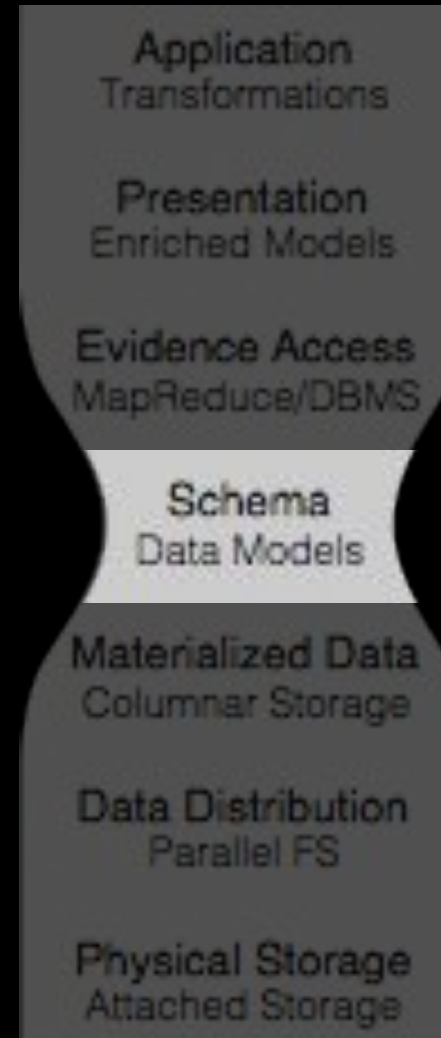 Application
Transformations
Presentation
Enriched Models
Evidence Access
MapReduce/DBMS
Schema
Data Models
Materialized Data
Columnar Storage
Data Distribution
Parallel FS
Physical Storage
Attached Storage